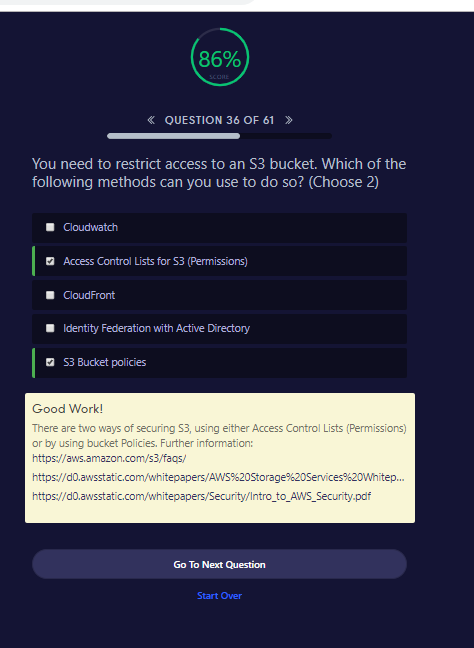 86%
SCORE
« QUESTION 36 OF 61 »
You need to restrict access to an S3 bucket. Which of the
following methods can you use to do so? (Choose 2)
Cloudwatch
Access Control Lists for S3 (Permissions)
CloudFront
Identity Federation with Active Directory
S3 Bucket policies
Good Work!
There are two ways of securing S3, using either Access Control Lists (Permissions)
or by using bucket Policies. Further information:
https://aws.amazon.com/s3/faqs/
https://d0.awsstatic.com/whitepapers/AWS%20Storage%20Services%20Whitep...
https://d0.awsstatic.com/whitepapers/Security/Intro_to_AWS_Security.pdf
Go To Next Question
Start Over